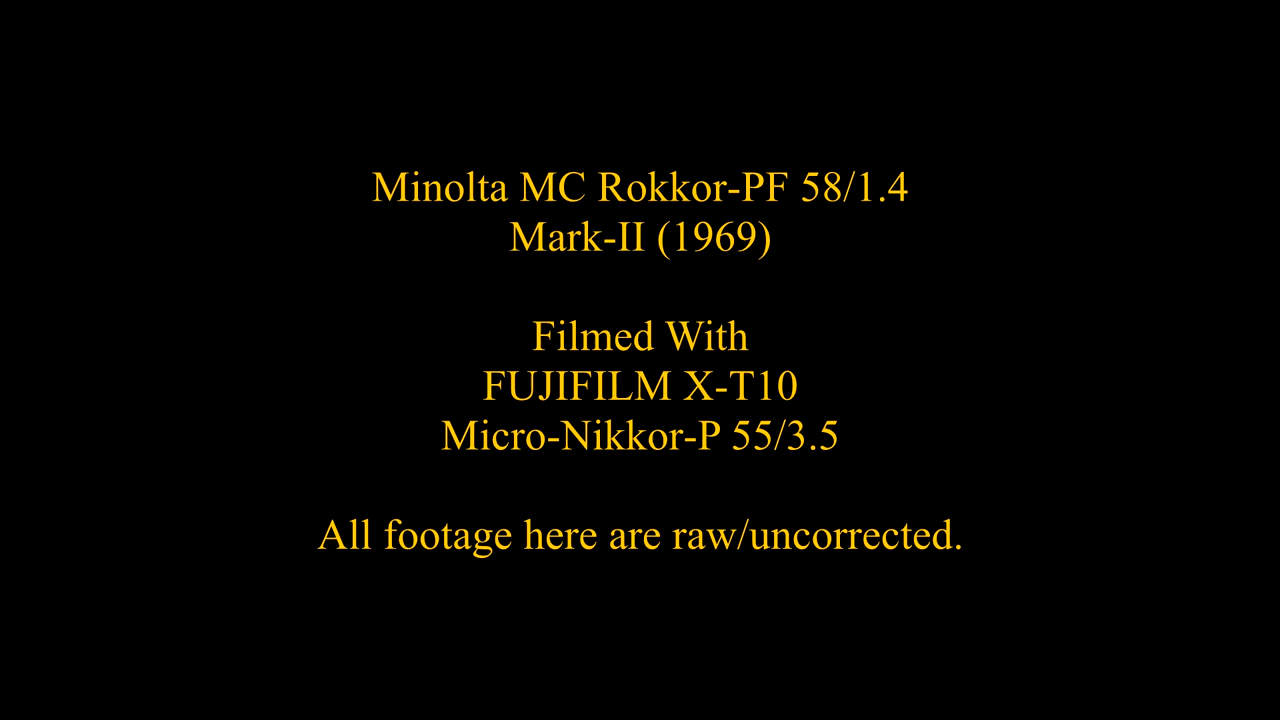 Minolta MC Rokkor-PF 58/1.4
Mark-II (1969)
Filmed With
FUJIFILM X-T10
Micro-Nikkor-P 55/3.5
All footage here are raw/uncorrected.